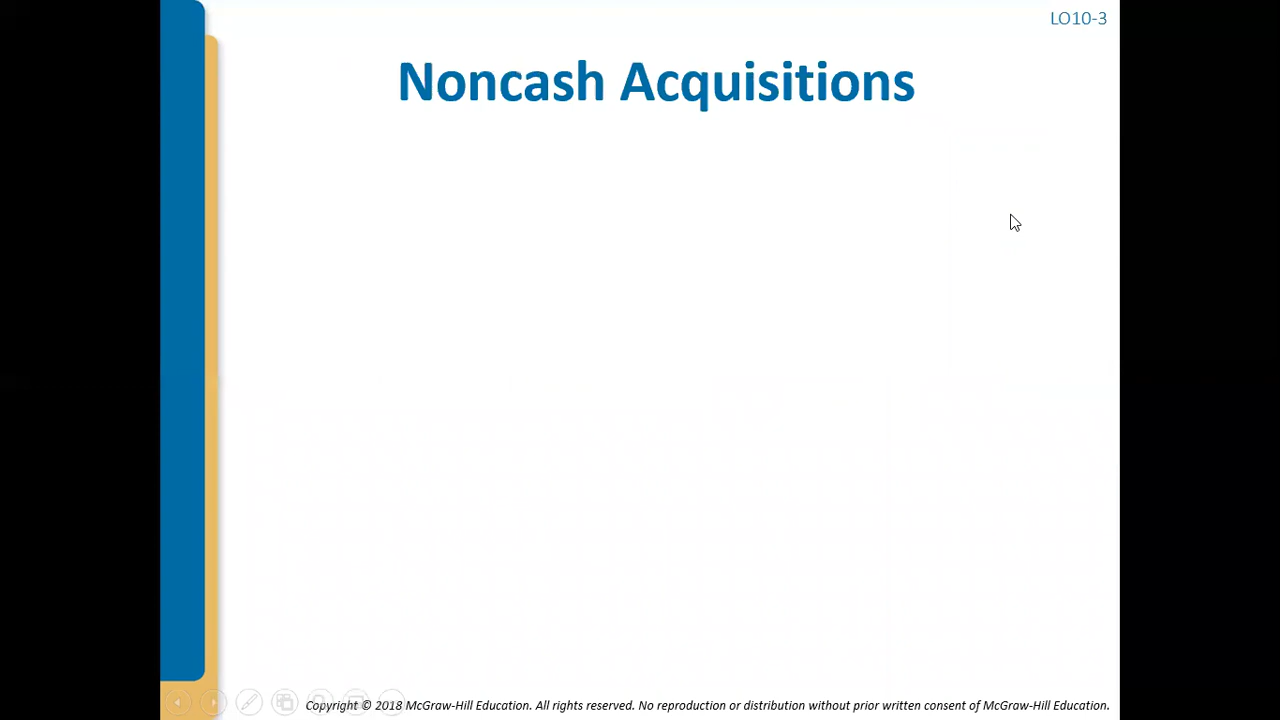 LO10-3
Noncash Acquisitions
Copyright © 2018 McGraw-Hill Education. All rights reserved. No reproduction or distribution without prior written consent of McGraw-Hill Education.